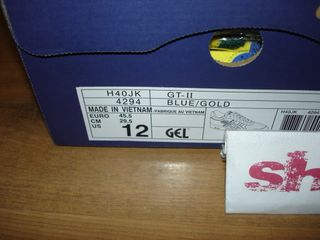 H40JK GT-II
4294 BLUE/GOLD
MADE IN VIETNAM /FABRIQUE AU VIETNAM
EURO 45.5
CM 29.5
US 12 GEL
H40JK 4294
sh